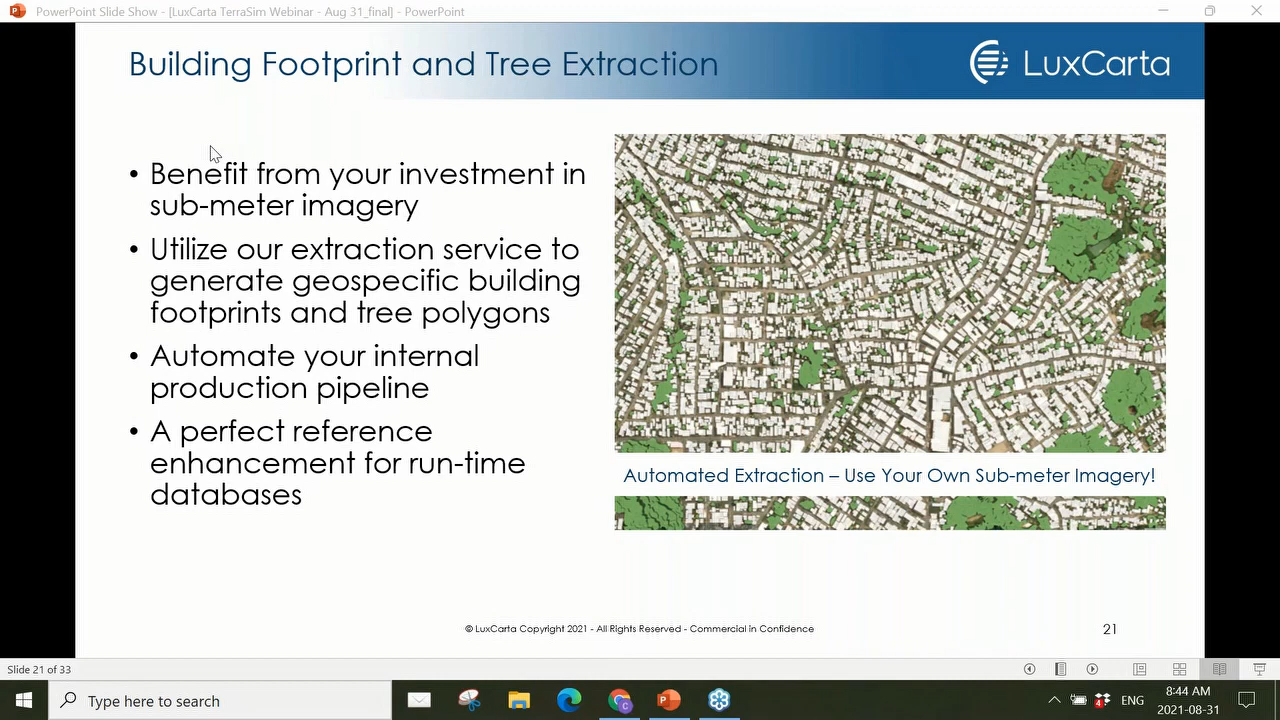 PowerPoint Slide Show - [LuxCarta TerraSim Webinar - Aug 31_final] - PowerPoint
Building Footprint and Tree Extraction
LuxCarta
• Benefit from your investment in
sub-meter imagery
• Utilize our extraction service to
generate geospecific building
footprints and tree polygons
• Automate your internal
production pipeline
• A perfect reference
enhancement for run-time
databases
Automated Extraction – Use Your Own Sub-meter Imagery!
© LuxCarta Copyright 2021 - All Rights Reserved - Commercial in Confidence
21
Slide 21 of 33
Type here to search
ENG
8:44 AM
2021-08-31